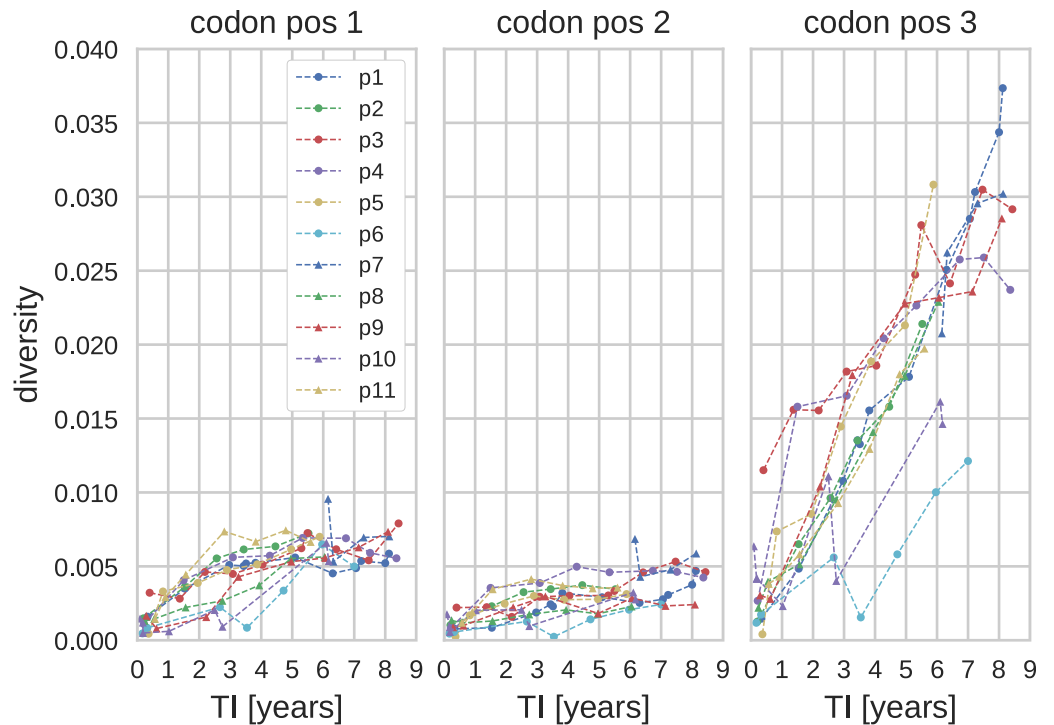 codon pos 1 codon pos 2 codon pos 3
0.040
0.035
0.030
0.025
0.020
0.015
0.010
0.005
0.000
diversity
p1
p2
p3
p4
p5
p6
p7
p8
p9
p10
p11
0 1 2 3 4 5 6 7 8 9 0 1 2 3 4 5 6 7 8 9 0 1 2 3 4 5 6 7 8 9
TI [years] TI [years] TI [years]